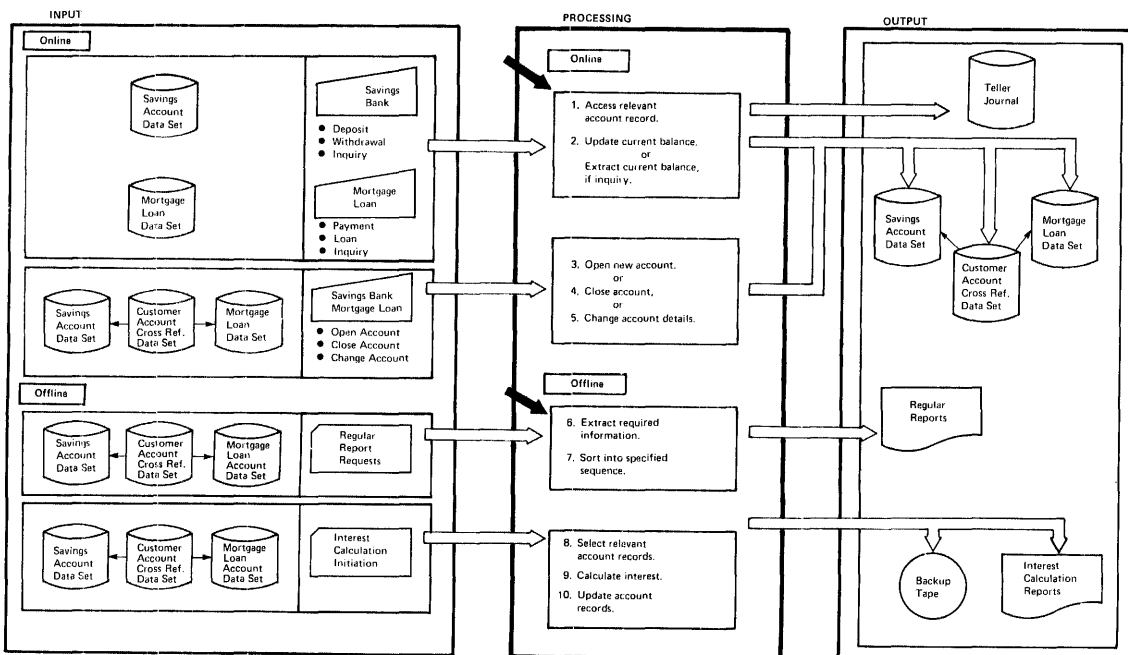 INPUT
PROCESSING
OUTPUT
Online
Savings
Account
Data Set
Mortgage
Loan
Data Set
Savings
Bank
● Deposit
● Withdrawal
● Inquiry
Mortgage
Loan
● Payment
● Loan
● Inquiry
Savings
Account
Data Set
Customer
Account
Cross Ref.
Data Set
Mortgage
Loan
Data Set
Savings Bank
Mortgage Loan
● Open Account
● Close Account
● Change Account
Offline
Savings
Account
Data Set
Customer
Account
Cross Ref.
Data Set
Mortgage
Loan
Account
Data Set
Regular
Report
Requests
Savings
Account
Data Set
Customer
Account
Cross Ref.
Data Set
Mortgage
Loan
Account
Data Set
Interest
Calculation
Initiation
Online
1. Access relevant
account record.
2. Update current balance,
or
Extract current balance,
if inquiry.
3. Open new account,
or
4. Close account,
or
5. Change account details.
Offline
6. Extract required
information.
7. Sort into specified
sequence.
8. Select relevant
account records.
9. Calculate interest.
10. Update account
records.
Teller
Journal
Savings
Account
Data Set
Customer
Account
Cross Ref.
Data Set
Mortgage
Loan
Data Set
Regular
Reports
Backup
Tape
Interest
Calculation
Reports